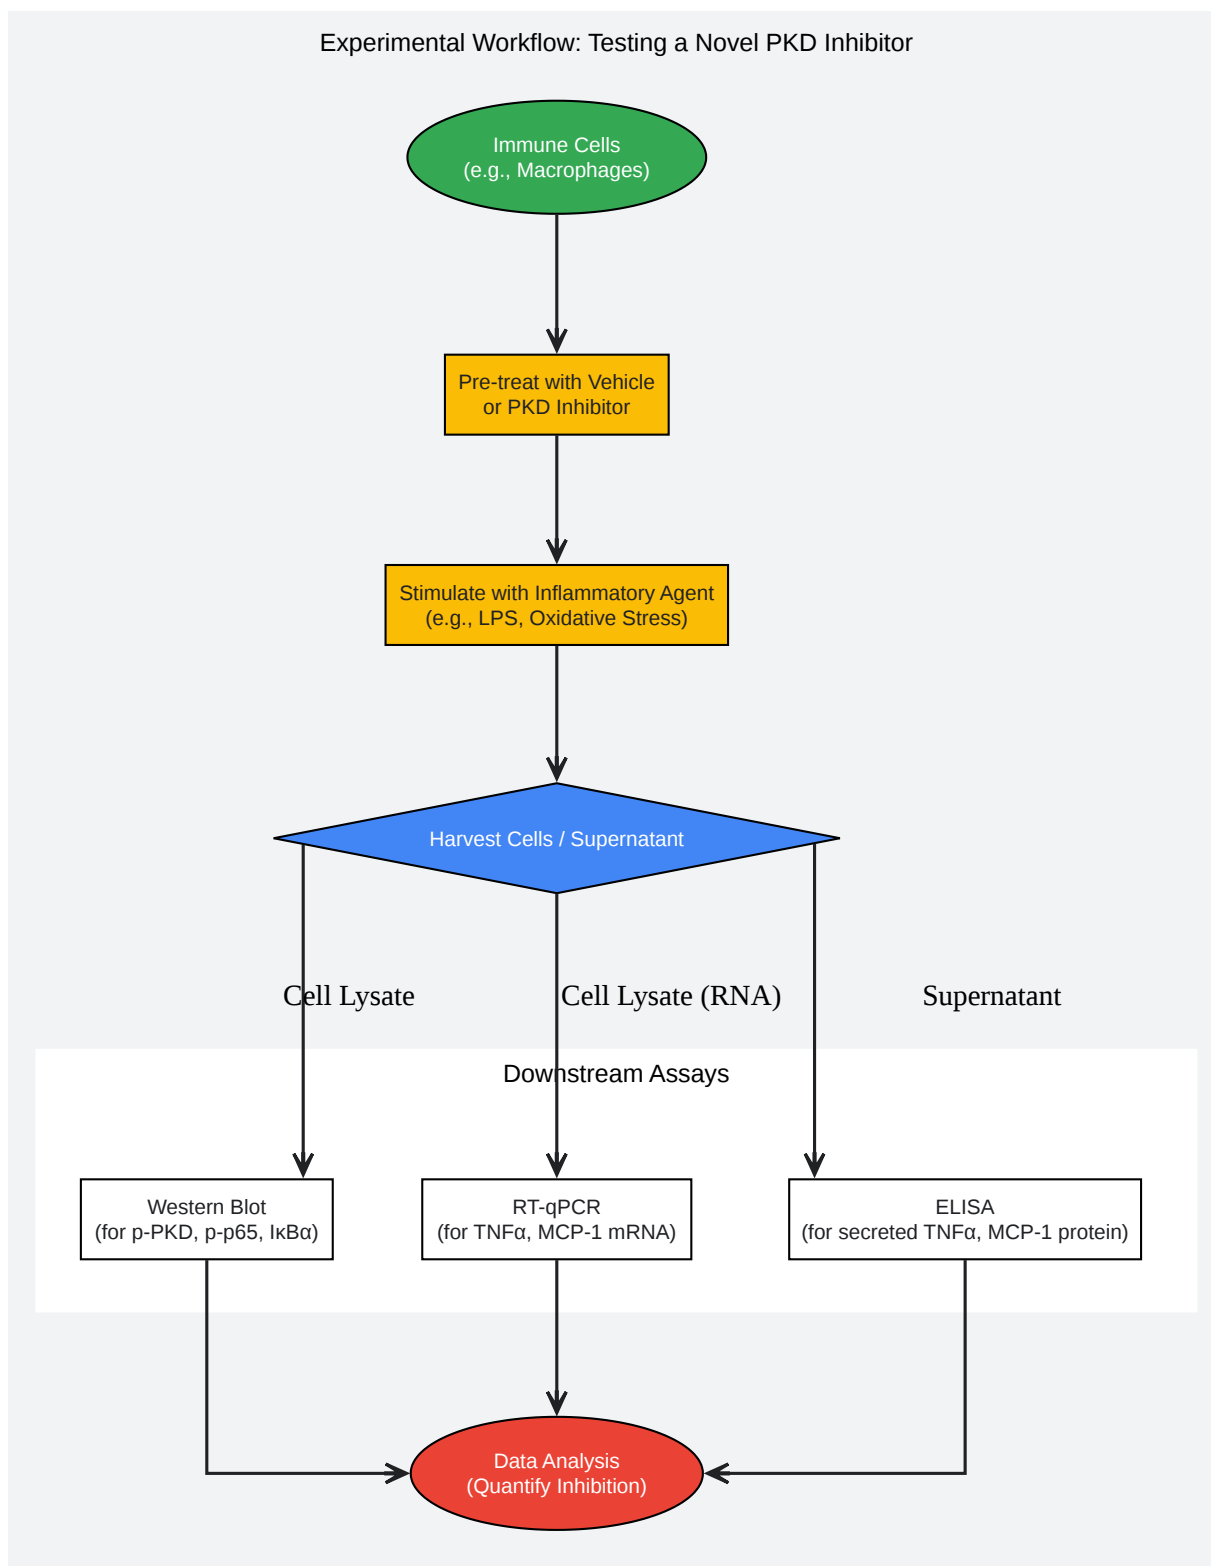 Experimental Workflow: Testing a Novel PKD Inhibitor
Immune Cells
(e.g., Macrophages)
Pre-treat with Vehicle
or PKD Inhibitor
Stimulate with Inflammatory Agent
(e.g., LPS, Oxidative Stress)
Harvest Cells / Supernatant
Cell Lysate
Cell Lysate (RNA)
Supernatant
Downstream Assays
Western Blot
(for p-PKD, p-p65, IκBα)
RT-qPCR
(for TNFα, MCP-1 mRNA)
ELISA
(for secreted TNFα, MCP-1 protein)
Data Analysis
(Quantify Inhibition)